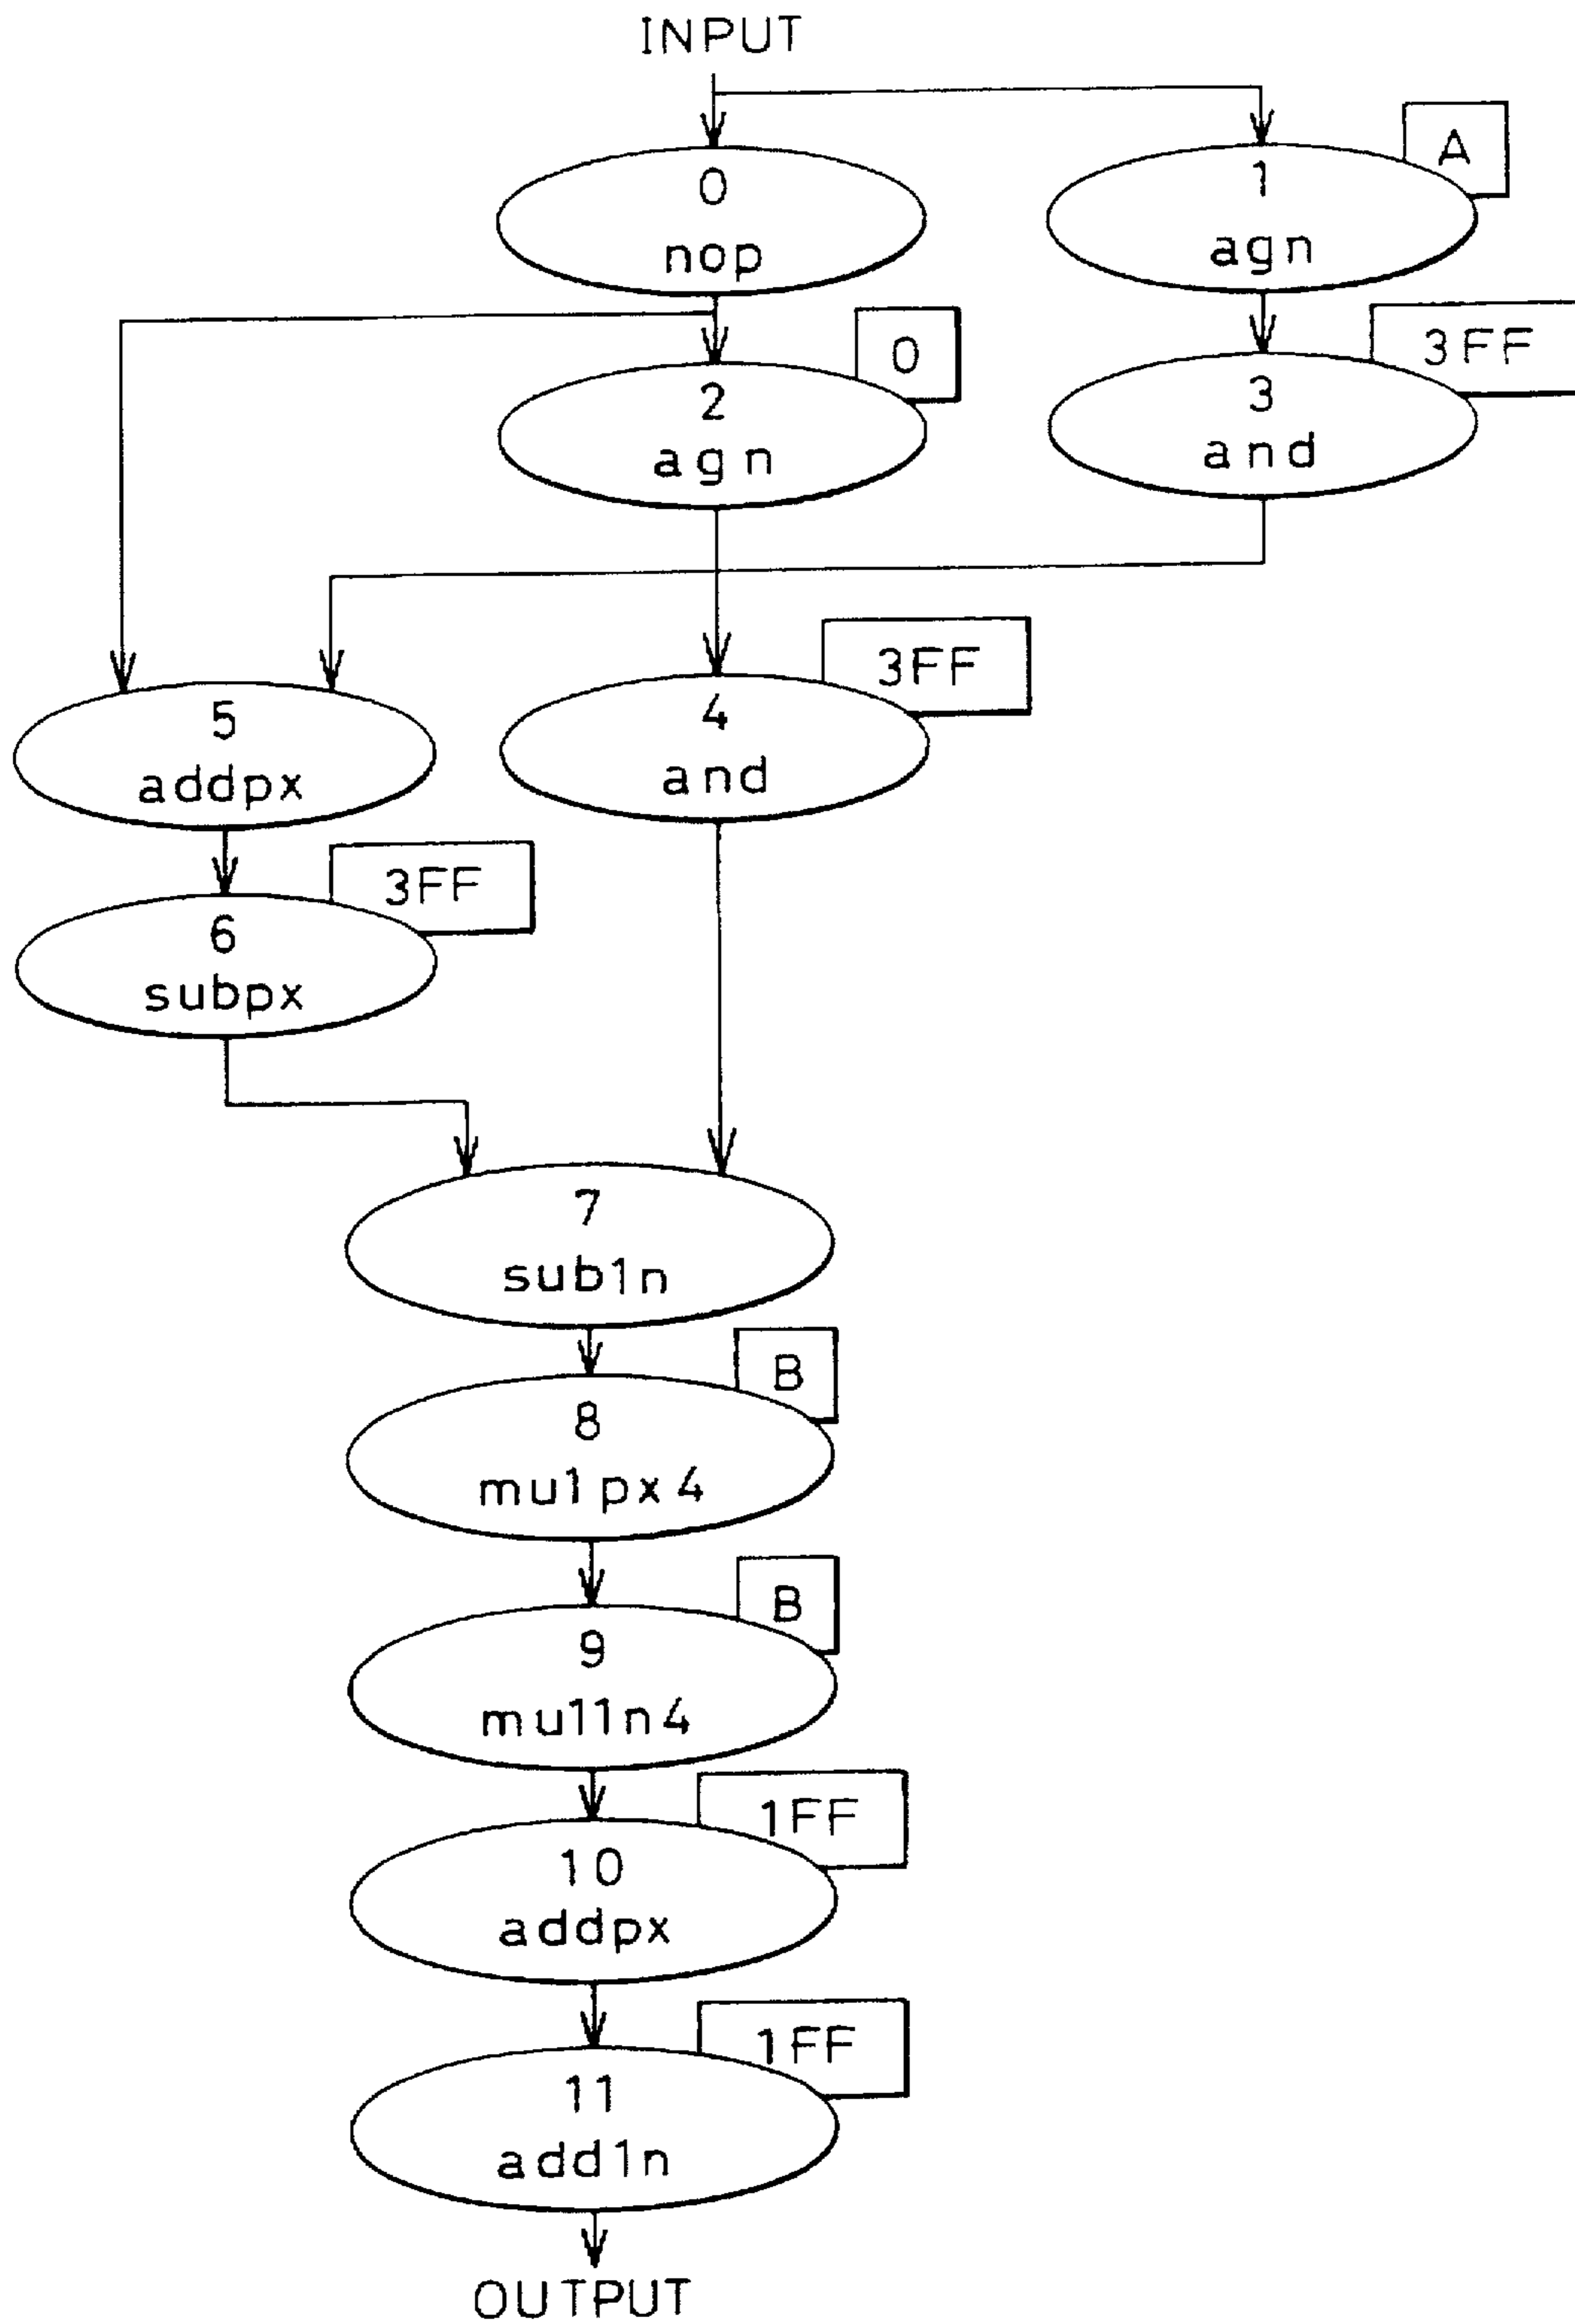 INPUT
0
nop
A
1
agn
0
2
agn
3FF
3
and
5
addpx
3FF
4
and
3FF
6
subpx
7
sub1n
B
8
mu1px4
B
9
mu11n4
1FF
10
addpx
1FF
11
add1n
OUTPUT